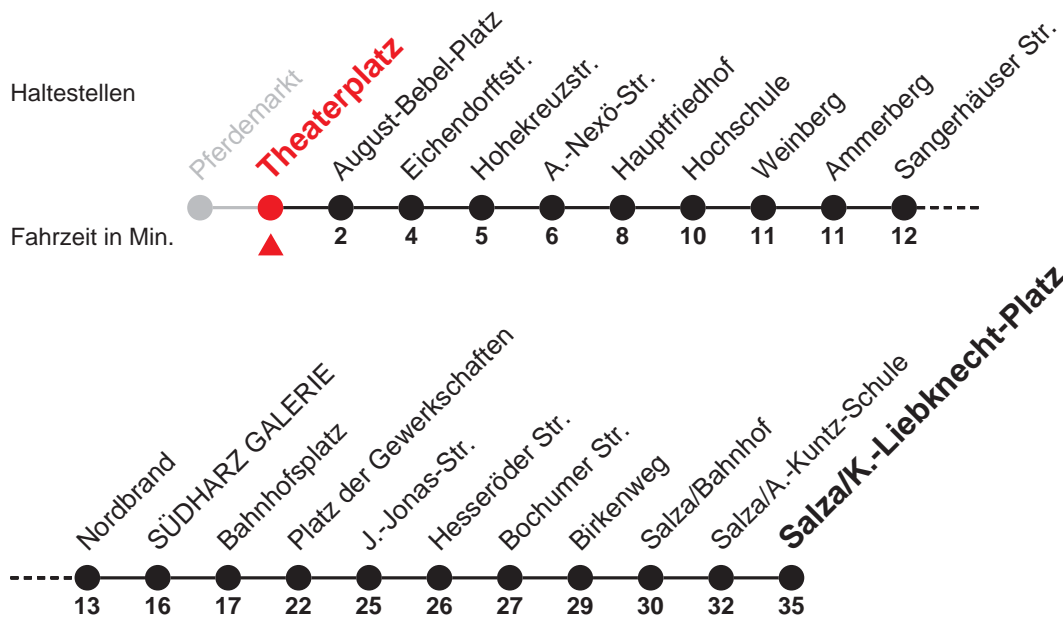 Haltestellen
Pferdemarkt
Theaterplatz
August-Bebel-Platz
Eichendorffstr.
Hohekreuzstr.
A.-Nexö-Str.
Hauptfriedhof
Hochschule
Weinberg
Ammerberg
Sangerhäuser Str.
Fahrzeit in Min.
2 4 5 6 8 10 11 11 12
Nordbrand
SÜDHARZ GALERIE
Bahnhofsplatz
Platz der Gewerkschaften
J.-Jonas-Str.
Hesseröder Str.
Bochumer Str.
Birkenweg
Salza/Bahnhof
Salza/A.-Kuntz-Schule
Salza/K.-Liebknecht-Platz
13 16 17 22 25 26 27 29 30 32 35